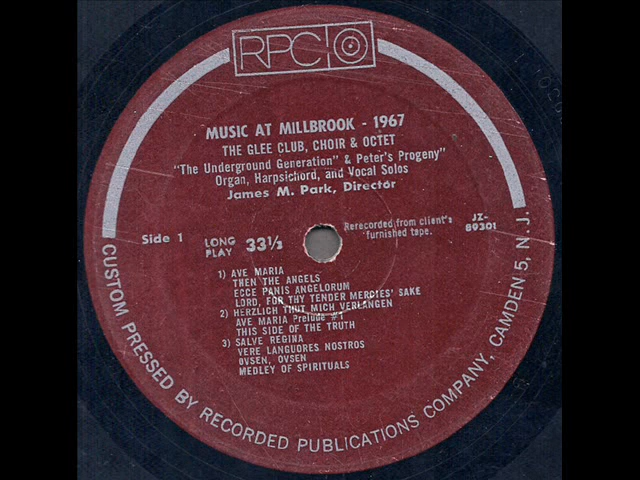 RPC
MUSIC AT MILLBROOK - 1967
THE GLEE CLUB, CHOIR & OCTET
"The Underground Generation" & Peter's Progeny"
Organ, Harpsichord, and Vocal Solos
James M. Park, Director
Side 1
LONG PLAY 33⅓
Rerecorded from client's
furnished tape.
JZ-
89301
1) AVE MARIA
THEN THE ANGELS
ECCE PANIS ANGELORUM
LORD, FOR THY TENDER MERCIES' SAKE
2) HERZLICH THUT MICH VERLANGEN
AVE MARIA Prelude #1
THIS SIDE OF THE TRUTH
3) SALVE REGINA
VERE LANGUORES NOSTROS
ØVSEN, OVSEN
MEDLEY OF SPIRITUALS
CUSTOM PRESSED BY RECORDED PUBLICATIONS COMPANY, CAMDEN 5, N. J.